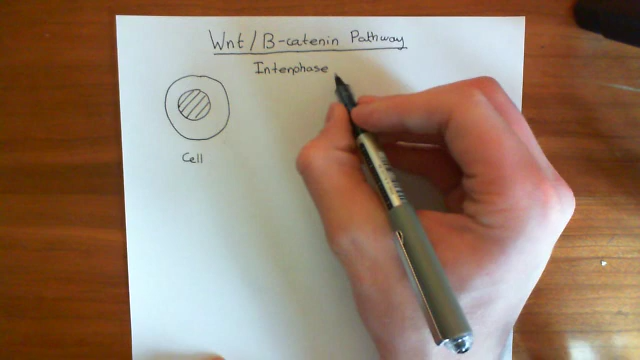 Wnt / B-catenin Pathway
Interphase
Cell